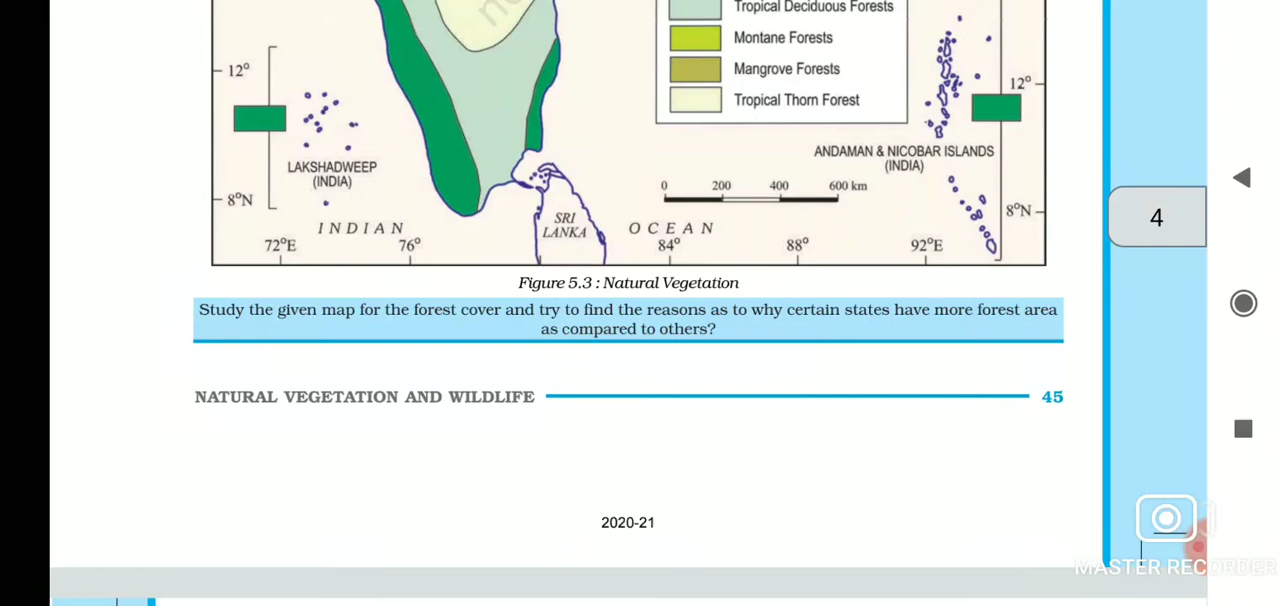 Tropical Deciduous Forests
Montane Forests
Mangrove Forests
Tropical Thorn Forest
12°
12°
LAKSHADWEEP
(INDIA)
ANDAMAN & NICOBAR ISLANDS
(INDIA)
8°N
0 200 400 600 km
8°N
4
INDIAN
SRI
LANKA
OCEAN
72°E 76° 84° 88° 92°E
Figure 5.3 : Natural Vegetation
Study the given map for the forest cover and try to find the reasons as to why certain states have more forest area
as compared to others?
NATURAL VEGETATION AND WILDLIFE 45
2020-21
MASTER RECORDER